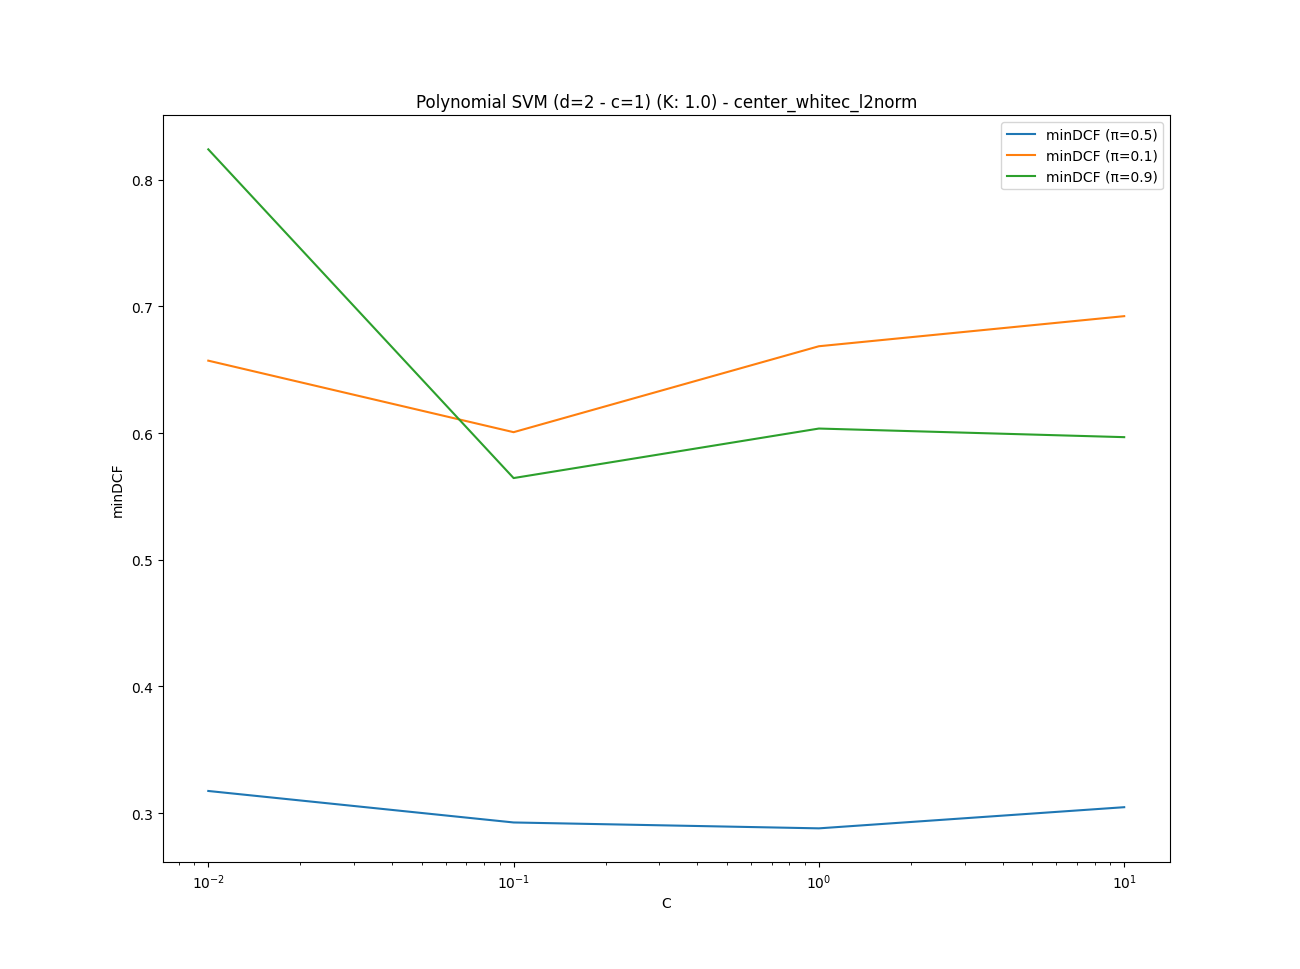 Polynomial SVM (d=2 - c=1) (K: 1.0) - center_whitec_l2norm
minDCF (π=0.5)
minDCF (π=0.1)
minDCF (π=0.9)
0.8
0.7
0.6
0.5
0.4
0.3
minDCF
10⁻²
10⁻¹
10⁰
10¹
C